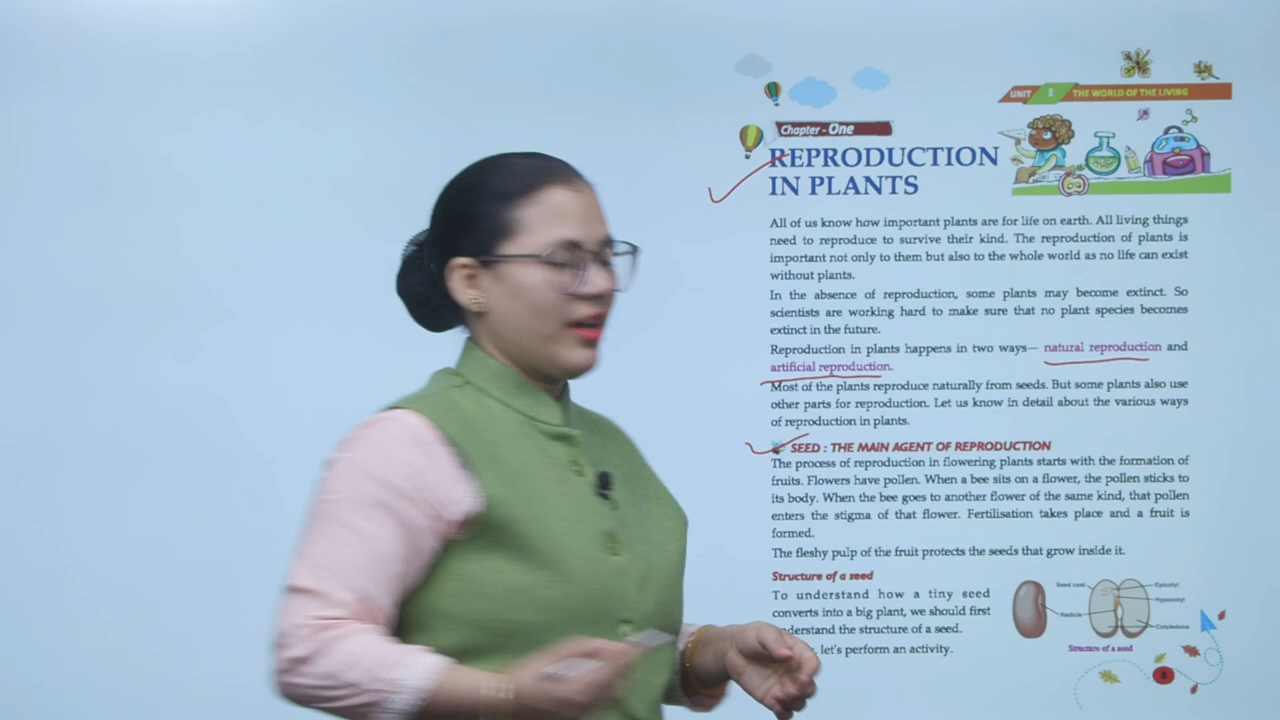 UNIT 1 THE WORLD OF THE LIVING
Chapter - One
REPRODUCTION
IN PLANTS
All of us know how important plants are for life on earth. All living things
need to reproduce to survive their kind. The reproduction of plants is
important not only to them but also to the whole world as no life can exist
without plants.
In the absence of reproduction, some plants may become extinct. So
scientists are working hard to make sure that no plant species becomes
extinct in the future.
Reproduction in plants happens in two ways— natural reproduction and
artificial reproduction.
Most of the plants reproduce naturally from seeds. But some plants also use
other parts for reproduction. Let us know in detail about the various ways
of reproduction in plants.
SEED : THE MAIN AGENT OF REPRODUCTION
The process of reproduction in flowering plants starts with the formation of
fruits. Flowers have pollen. When a bee sits on a flower, the pollen sticks to
its body. When the bee goes to another flower of the same kind, that pollen
enters the stigma of that flower. Fertilisation takes place and a fruit is
formed.
The fleshy pulp of the fruit protects the seeds that grow inside it.
Structure of a seed
To understand how a tiny seed
converts into a big plant, we should first
understand the structure of a seed.
let's perform an activity.
Seed coat
Radicle
Epicotyl
Hypocotyl
Cotyledons
Structure of a seed